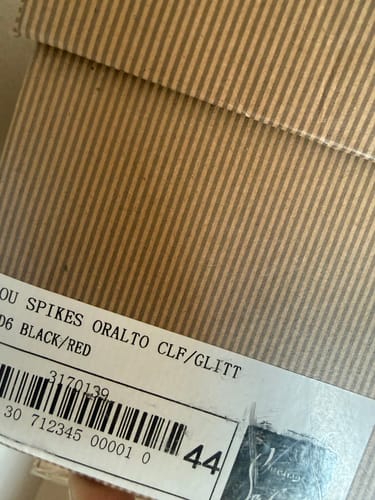 OU SPIKES ORALTO CLF/GLITT
D6 BLACK/RED
3170139
30 712345 00001 0
44